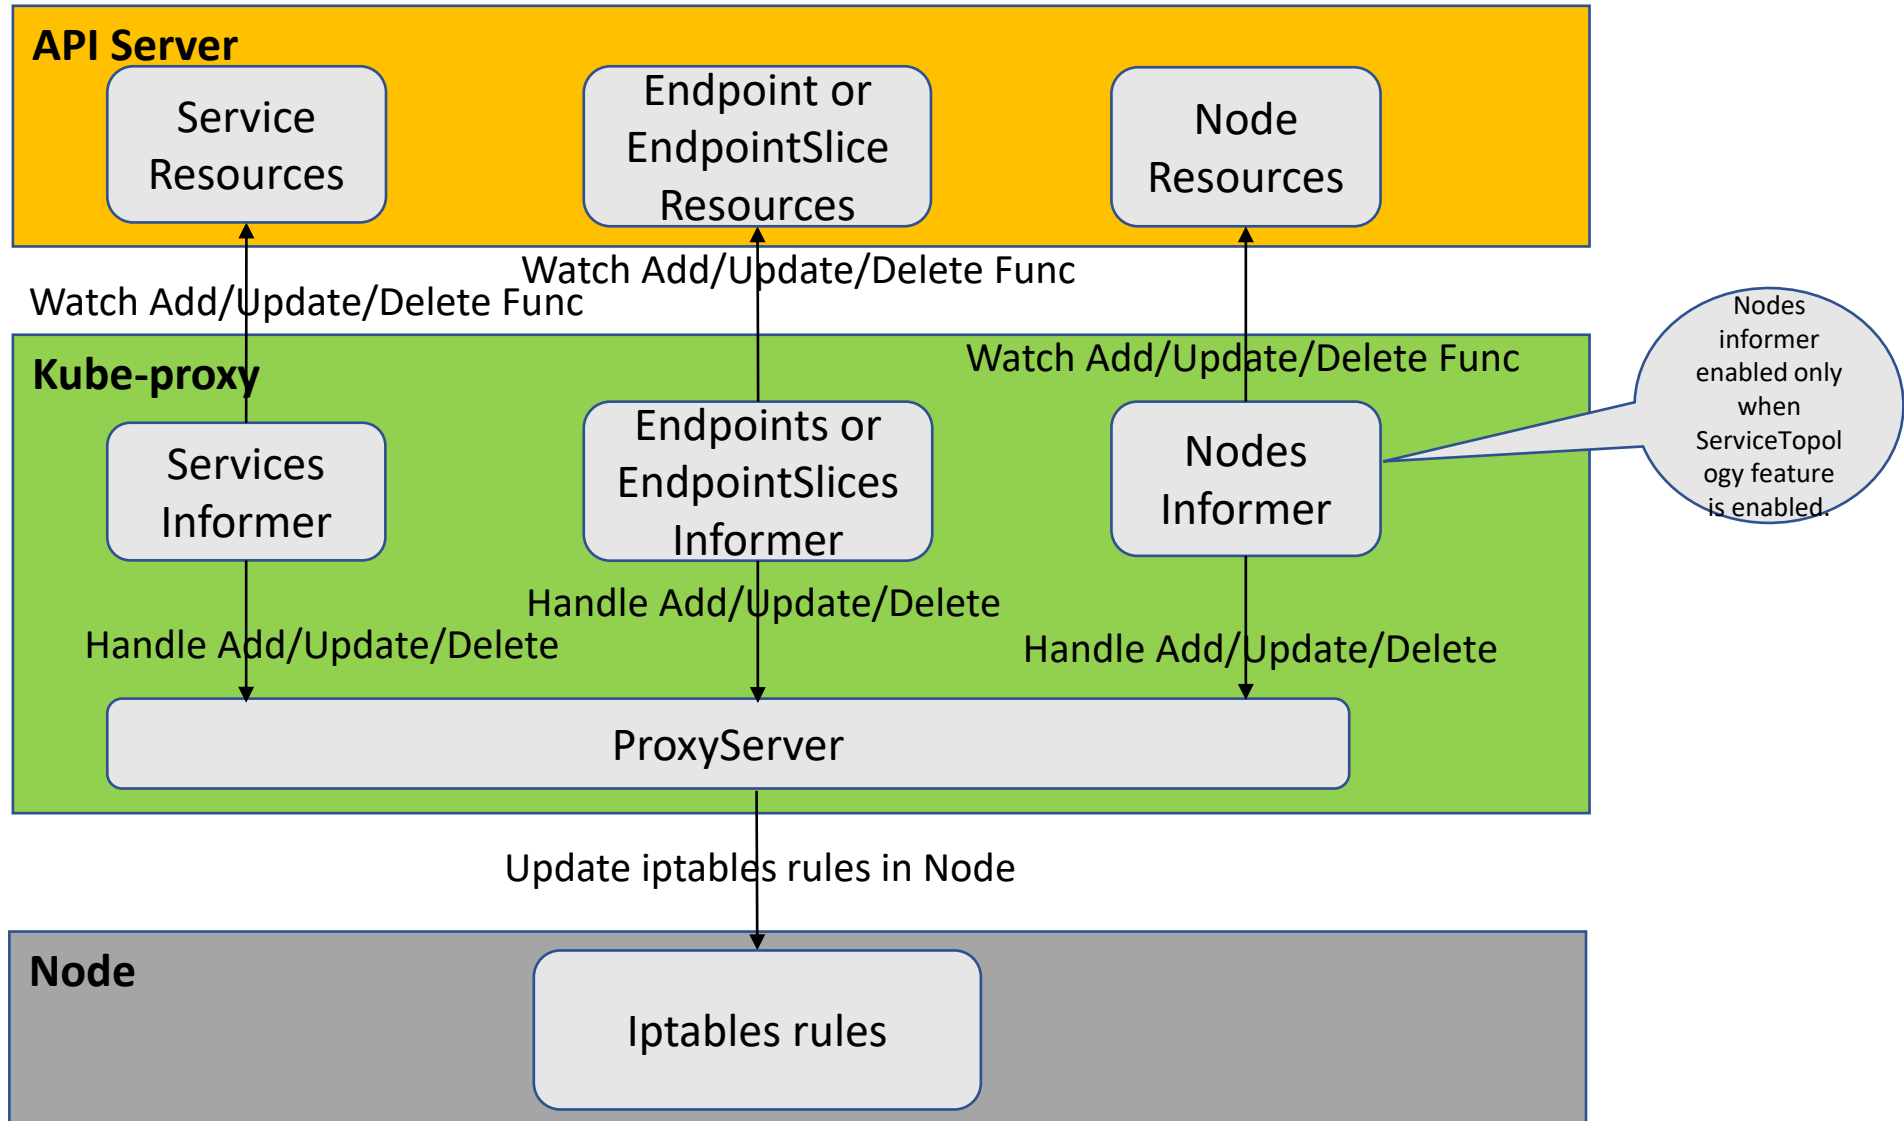 API Server
Service
Resources
Endpoint or
EndpointSlice
Resources
Node
Resources
Watch Add/Update/Delete Func
Watch Add/Update/Delete Func
Watch Add/Update/Delete Func
Kube-proxy
Services
Informer
Endpoints or
EndpointSlices
Informer
Nodes
Informer
Nodes
informer
enabled only
when
ServiceTopol
ogy feature
is enabled.
Handle Add/Update/Delete
Handle Add/Update/Delete
Handle Add/Update/Delete
ProxyServer
Update iptables rules in Node
Node
Iptables rules